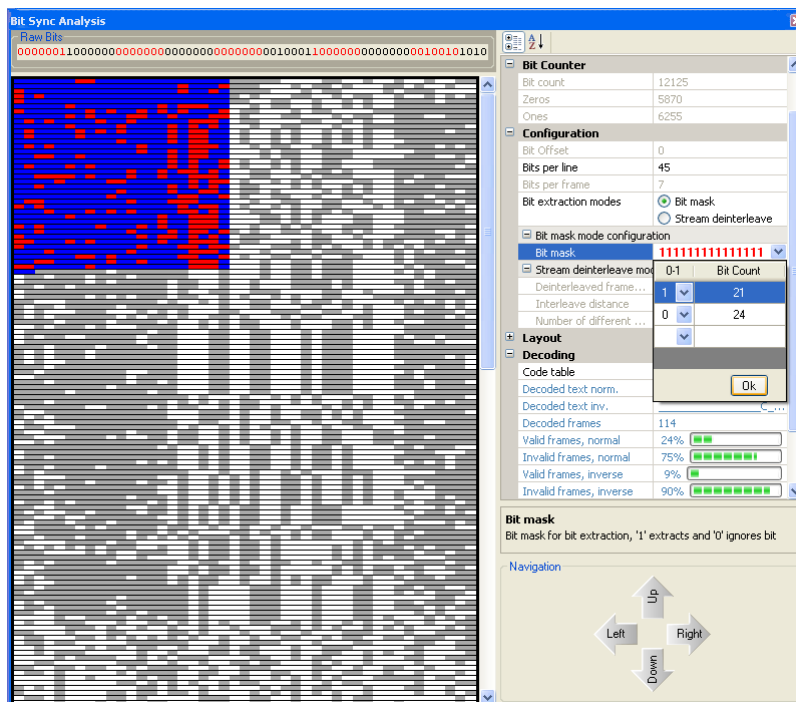 Bit Sync Analysis
Raw Bits
0000001100000000000000000000000000000010001100000000000000100101010
Bit Counter
Bit count 12125
Zeros 5870
Ones 6255
Configuration
Bit Offset 0
Bits per line 45
Bits per frame 7
Bit extraction modes Bit mask
Stream deinterleave
Bit mask mode configuration
Bit mask 111111111111111
Stream deinterleave mod
0-1 Bit Count
Deinterleaved frame...
1 21
Interleave distance
0 24
Number of different ...
Layout
Decoding
Code table
Ok
Decoded text norm.
Decoded text inv. C_...
Decoded frames 114
Valid frames, normal 24%
Invalid frames, normal 75%
Valid frames, inverse 9%
Invalid frames, inverse 90%
Bit mask
Bit mask for bit extraction, '1' extracts and '0' ignores bit
Navigation
Up
Left
Right
Down